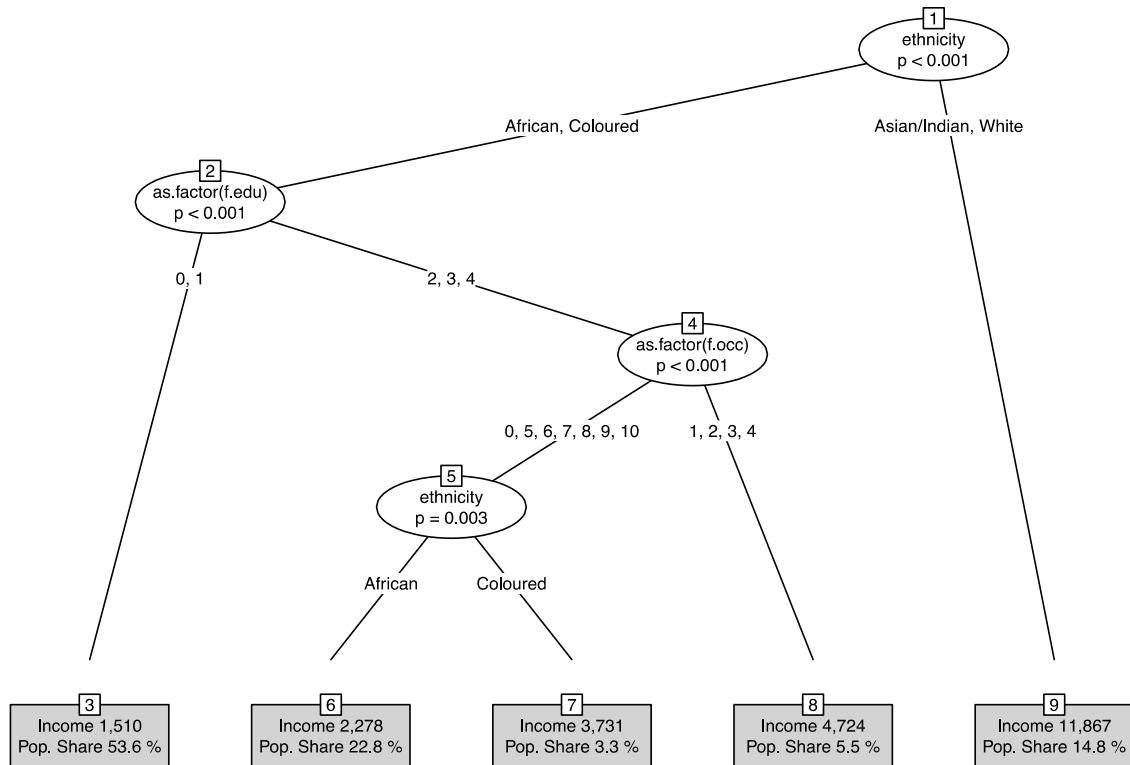 1
ethnicity
p < 0.001
African, Coloured
Asian/Indian, White
2
as.factor(f.edu)
p < 0.001
0, 1
2, 3, 4
4
as.factor(f.occ)
p < 0.001
0, 5, 6, 7, 8, 9, 10
1, 2, 3, 4
5
ethnicity
p = 0.003
African
Coloured
3
Income 1,510
Pop. Share 53.6 %
6
Income 2,278
Pop. Share 22.8 %
7
Income 3,731
Pop. Share 3.3 %
8
Income 4,724
Pop. Share 5.5 %
9
Income 11,867
Pop. Share 14.8 %